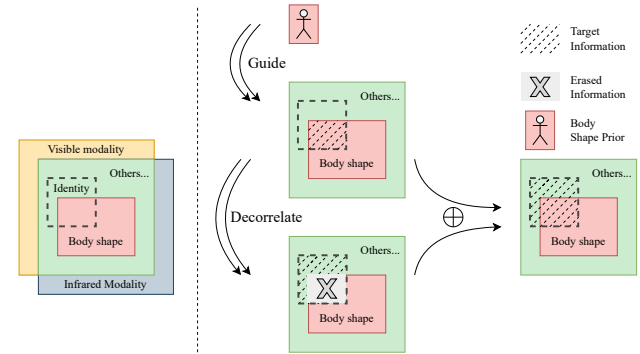 Visible modality
Others...
Identity
Body shape
Infrared Modality
Guide
Others...
Body shape
Decorrelate
Others...
Body shape
Target
Information
Erased
Information
Body
Shape Prior
Others...
Body shape